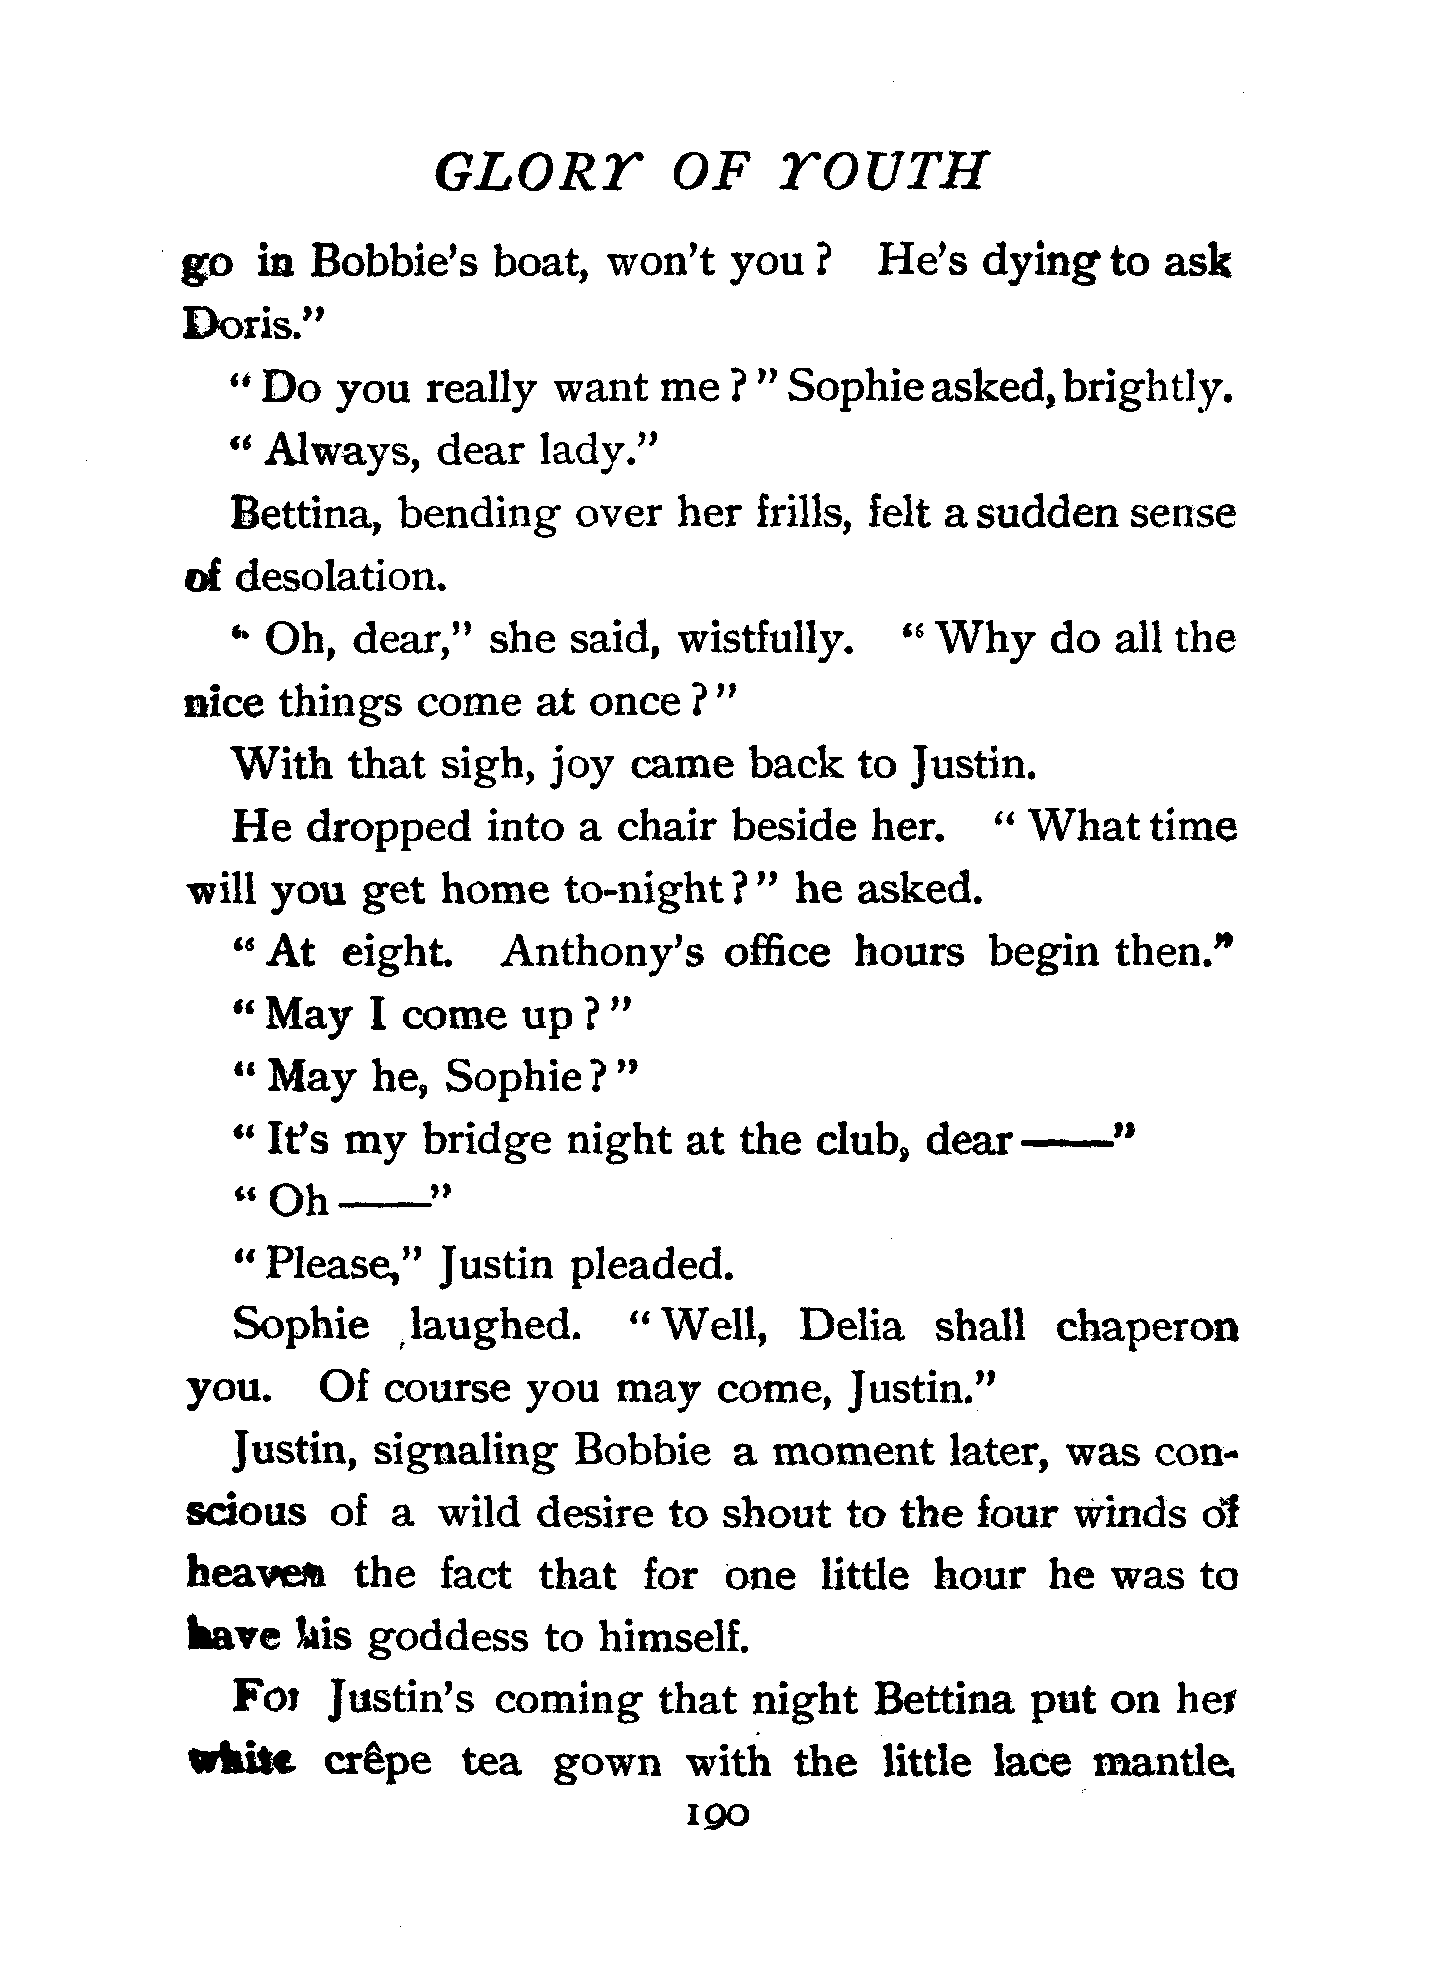 GLORY OF YOUTH
go in Bobbie's boat, won't you? He's dying to ask
Doris."
"Do you really want me?" Sophie asked, brightly.
"Always, dear lady."
Bettina, bending over her frills, felt a sudden sense
of desolation.
"Oh, dear," she said, wistfully. "Why do all the
nice things come at once?"
With that sigh, joy came back to Justin.
He dropped into a chair beside her. "What time
will you get home to-night?" he asked.
"At eight. Anthony's office hours begin then."
"May I come up?"
"May he, Sophie?"
"It's my bridge night at the club, dear——"
"Oh——"
"Please," Justin pleaded.
Sophie laughed. "Well, Delia shall chaperon
you. Of course you may come, Justin."
Justin, signaling Bobbie a moment later, was con-
scious of a wild desire to shout to the four winds of
heaven the fact that for one little hour he was to
have his goddess to himself.
For Justin's coming that night Bettina put on her
white crêpe tea gown with the little lace mantle.
190